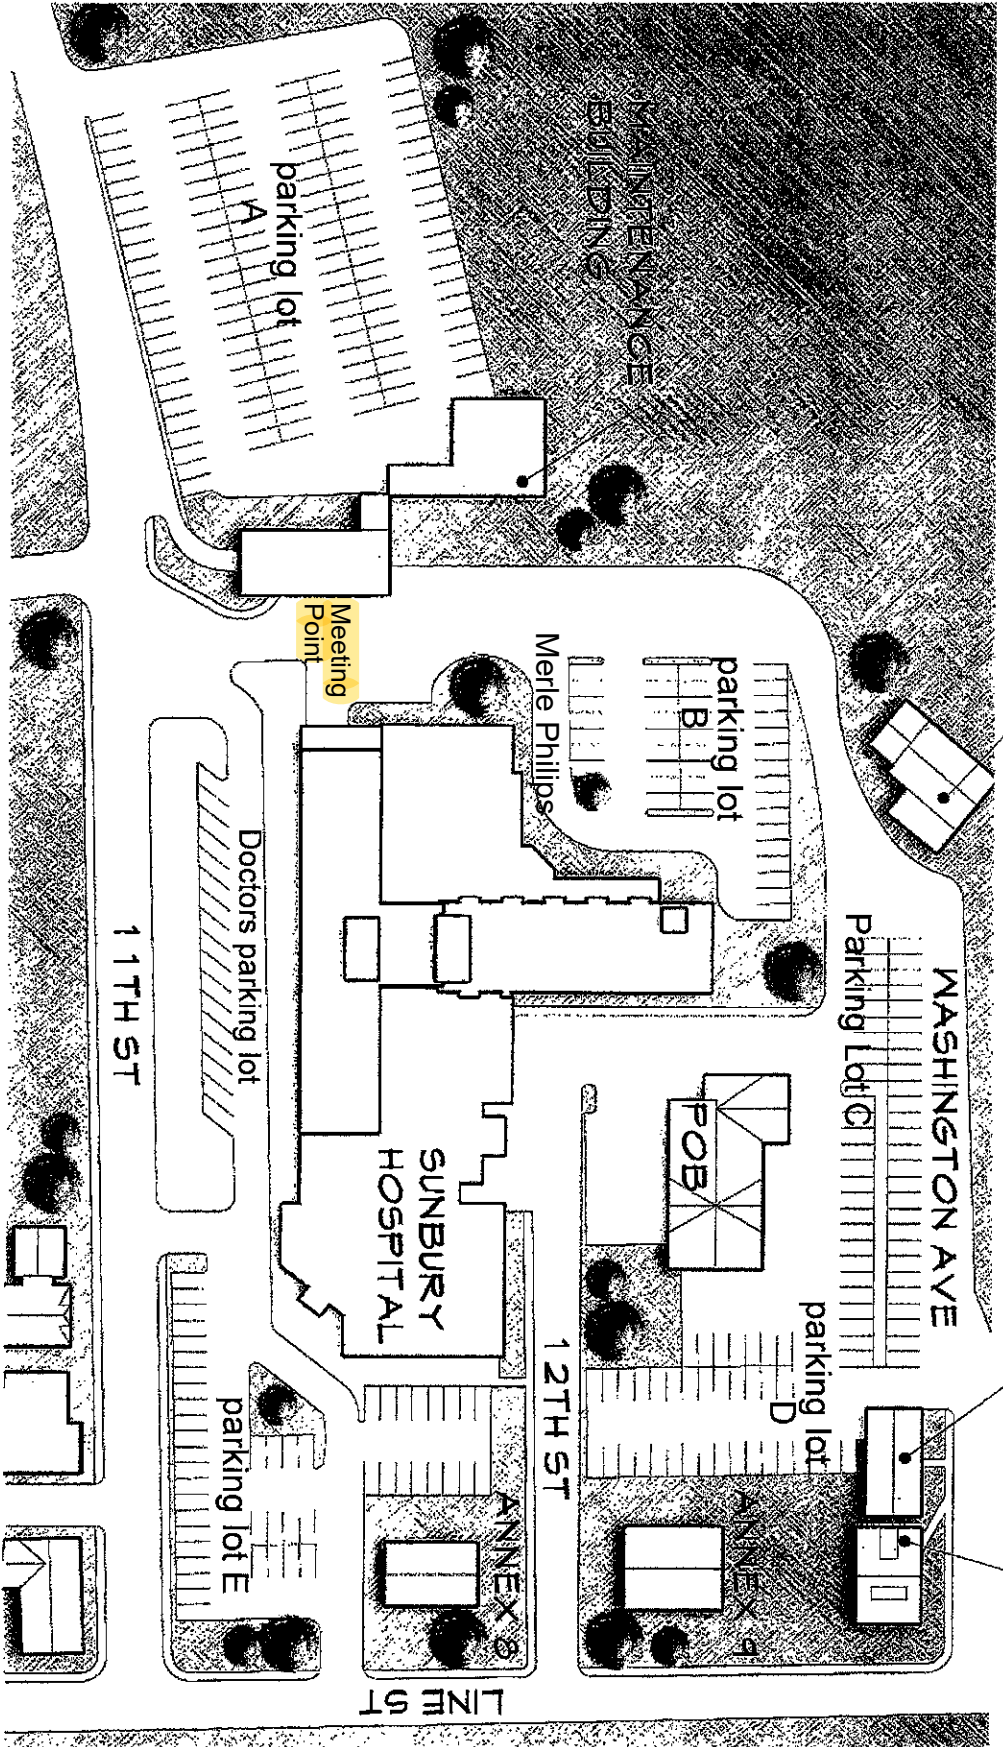 MAINTENANCE
BUILDING
parking lot
A
Meeting
Point
Merle Philips
parking lot
B
Doctors parking lot
11TH ST
Parking Lot C
WASHINGTON AVE
POB
SUNBURY
HOSPITAL
12TH ST
parking lot
D
parking lot E
ANNEX 8
ANNEX 9
LINE ST